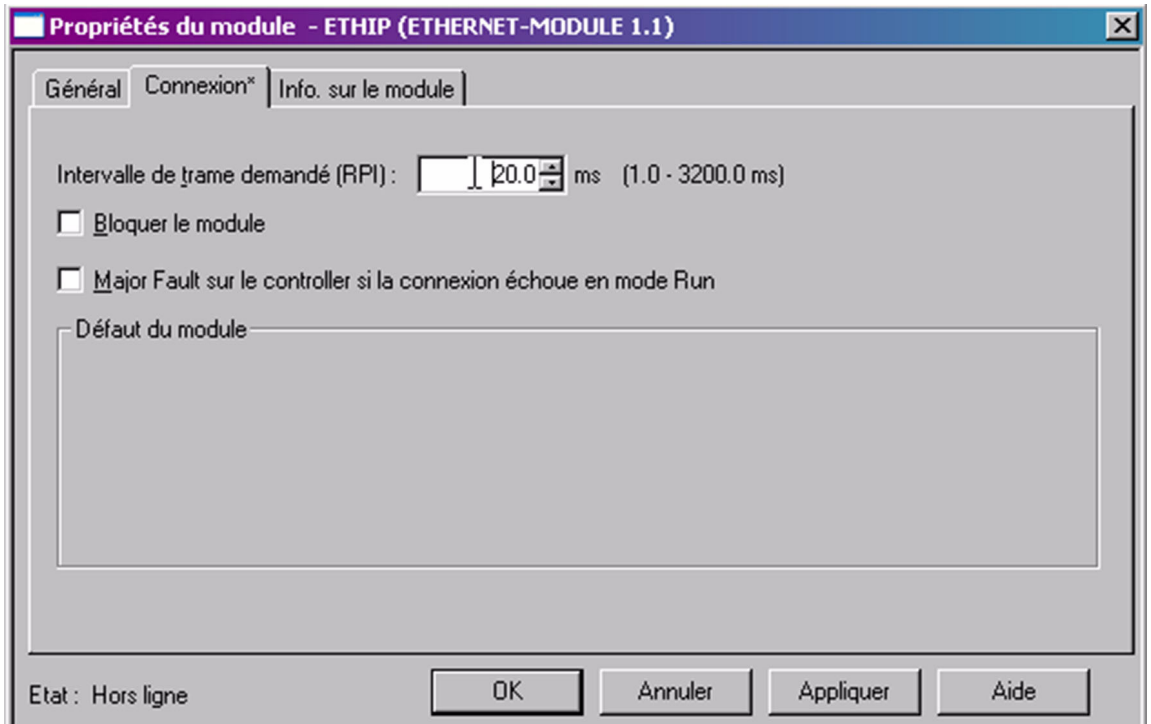 Propriétés du module - ETHIP (ETHERNET-MODULE 1.1)
Général Connexion* Info. sur le module
Intervalle de trame demandé (RPI) : 20.0 ms (1.0 - 3200.0 ms)
Bloquer le module
Major Fault sur le controller si la connexion échoue en mode Run
Défaut du module
Etat : Hors ligne OK Annuler Appliquer Aide